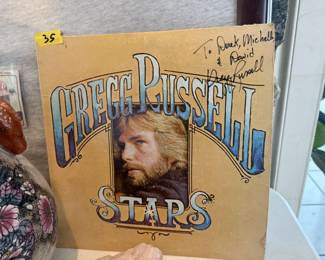 35
To Derek, Michelle
& David
Gregg Russell
GREGG RUSSELL
STARS